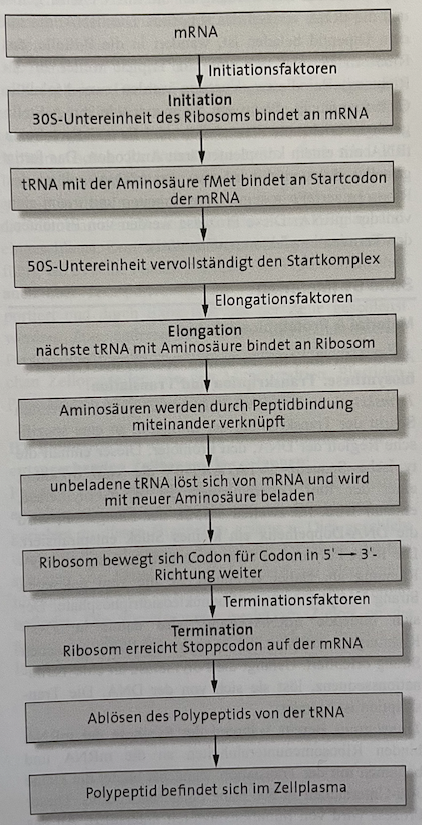 mRNA
Initiationsfaktoren
Initiation
30S-Untereinheit des Ribosoms bindet an mRNA
tRNA mit der Aminosäure fMet bindet an Startcodon
der mRNA
50S-Untereinheit vervollständigt den Startkomplex
Elongationsfaktoren
Elongation
nächste tRNA mit Aminosäure bindet an Ribosom
Aminosäuren werden durch Peptidbindung
miteinander verknüpft
unbeladene tRNA löst sich von mRNA und wird
mit neuer Aminosäure beladen
Ribosom bewegt sich Codon für Codon in 5' → 3'-
Richtung weiter
Terminationsfaktoren
Termination
Ribosom erreicht Stoppcodon auf der mRNA
Ablösen des Polypeptids von der tRNA
Polypeptid befindet sich im Zellplasma